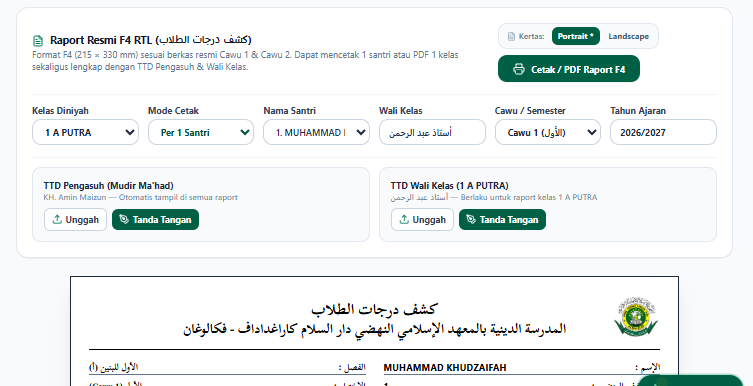 Raport Resmi F4 RTL (كشف درجات الطلاب)
Format F4 (215 × 330 mm) sesuai berkas resmi Cawu 1 & Cawu 2. Dapat mencetak 1 santri atau PDF 1 kelas
sekaligus lengkap dengan TTD Pengasuh & Wali Kelas.
Kertas: Portrait * Landscape
Cetak / PDF Raport F4
Kelas Diniyah Mode Cetak Nama Santri Wali Kelas Cawu / Semester Tahun Ajaran
1 A PUTRA Per 1 Santri 1. MUHAMMAD أستاذ عبد الرحمن Cawu 1 (الأول) 2026/2027
TTD Pengasuh (Mudir Ma'had)
KH. Amin Maizun — Otomatis tampil di semua raport
Unggah Tanda Tangan
TTD Wali Kelas (1 A PUTRA)
أستاذ عبد الرحمن — Berlaku untuk raport kelas 1 A PUTRA
Unggah Tanda Tangan
كشف درجات الطلاب
المدرسة الدينية بالمعهد الإسلامي النهضي دار السلام كاراغداداف - فكالوغان
الإسم : MUHAMMAD KHUDZAIFAH الفصل : الأول للبنين (أ)